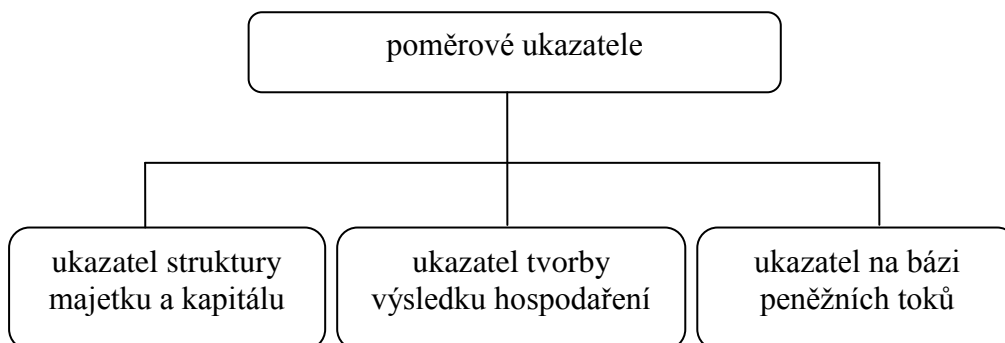 poměrové ukazatele
ukazatel struktury
majetku a kapitálu
ukazatel tvorby
výsledku hospodaření
ukazatel na bázi
peněžních toků